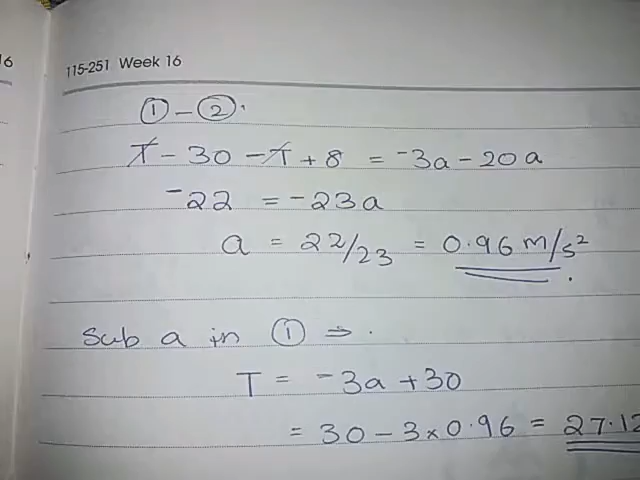 6
115-251 Week 16
① - ②.
T - 30 - T + 8 = -3a - 20a
-22 = -23a
a = 22/23 = 0.96 m/s²
Sub a in ① ⇒.
T = -3a + 30
= 30 - 3 x 0.96 = 27.12